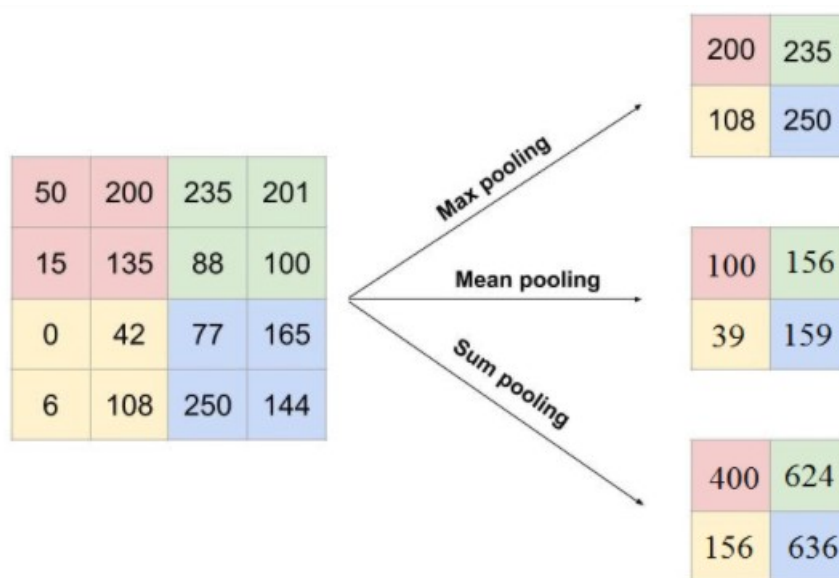 50 200 235 201
15 135 88 100
0 42 77 165
6 108 250 144
Max pooling
200 235
108 250
Mean pooling
100 156
39 159
Sum pooling
400 624
156 636